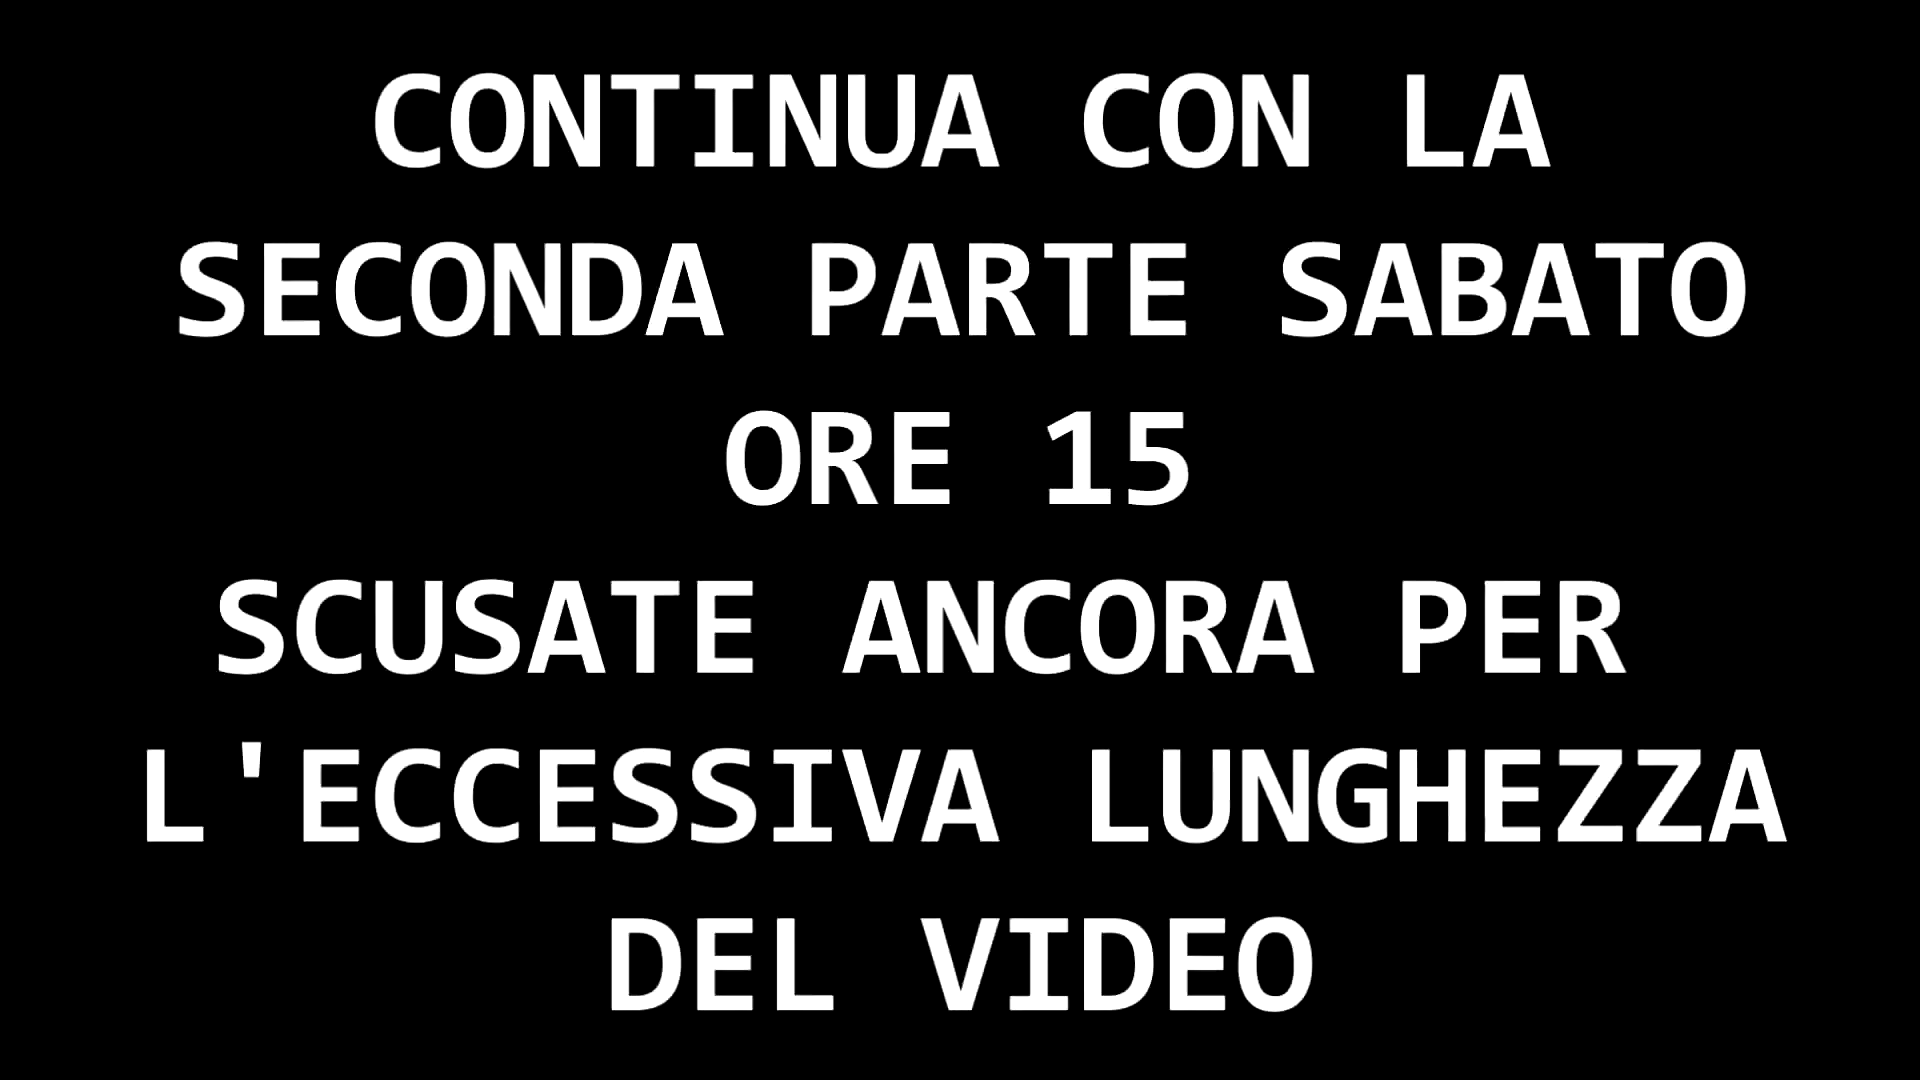 CONTINUA CON LA
SECONDA PARTE SABATO
ORE 15
SCUSATE ANCORA PER
L'ECCESSIVA LUNGHEZZA
DEL VIDEO